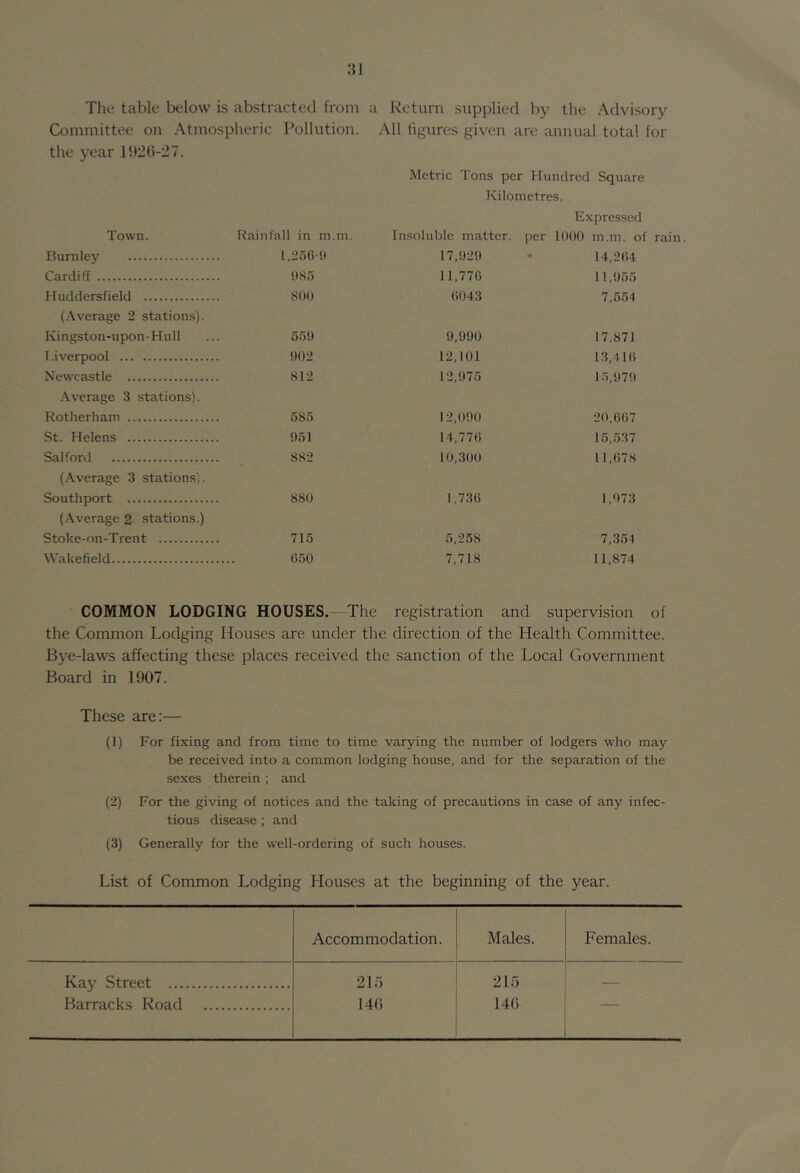 31
The table below is abstracted from a Return supplied by the Advisory
Committee on Atmospheric Pollution. All figures given are annual total for
the year 1926-27.
Metric Tons per Hundred Square
Kilometres.
Expressed
Town. Rainfall in m.m. Insoluble matter. per 1000 m.m. of rain.
Burnley .................. 1,256·9 17,929 14,264
Cardiff ........................ 985 11,776 11,955
Huddersfield ............... 800 6043 7,554
(Average 2 stations).
Kingston-upon-Hull ... 559 9,990 17,871
Liverpool ... ............... 902 12,101 13,416
Newcastle .................. 812 12,975 15,979
Average 3 stations).
Rotherham .................. 585 12,090 20,667
St. Helens .................. 951 14,776 15,537
Salford ..................... 882 10,300 11,678
(Average 3 stations).
Southport .................. 880 1,736 1,973
(Average 2 stations.)
Stoke-on-Trent ............ 715 5,258 7,354
Wakefield........................ 650 7,718 11,874
COMMON LODGING HOUSES.—The registration and supervision of
the Common Lodging Houses are under the direction of the Health Committee.
Bye-laws affecting these places received the sanction of the Local Government
Board in 1907.
These are:—
(1) For fixing and from time to time varying the number of lodgers who may
be received into a common lodging house, and for the separation of the
sexes therein ; and
(2) For the giving of notices and the taking of precautions in case of any infec-
tious disease ; and
(3) Generally for the well-ordering of such houses.
List of Common Lodging Houses at the beginning of the year.
Accommodation. Males. Females.
Kay Street ..................... 215 215 —
Barracks Road ............... 146 146 —